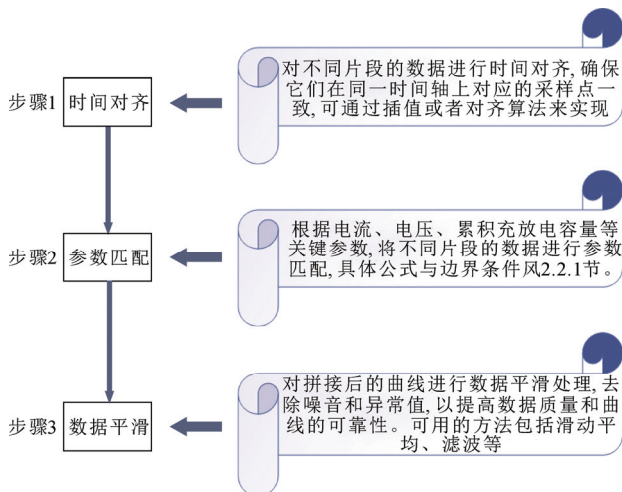 对不同片段的数据进行时间对齐,确保
它们在同一时间轴上对应的采样点一
致,可通过插值或者对齐算法来实现
步骤1
时间对齐
根据电流、电压、累积充放电容量等
关键参数,将不同片段的数据进行参数
匹配,具体公式与边界条件风2.2.1节。
步骤2
参数匹配
对拼接后的曲线进行数据平滑处理,去
除噪音和异常值,以提高数据质量和曲
线的可靠性。可用的方法包括滑动平
均、滤波等
步骤3
数据平滑